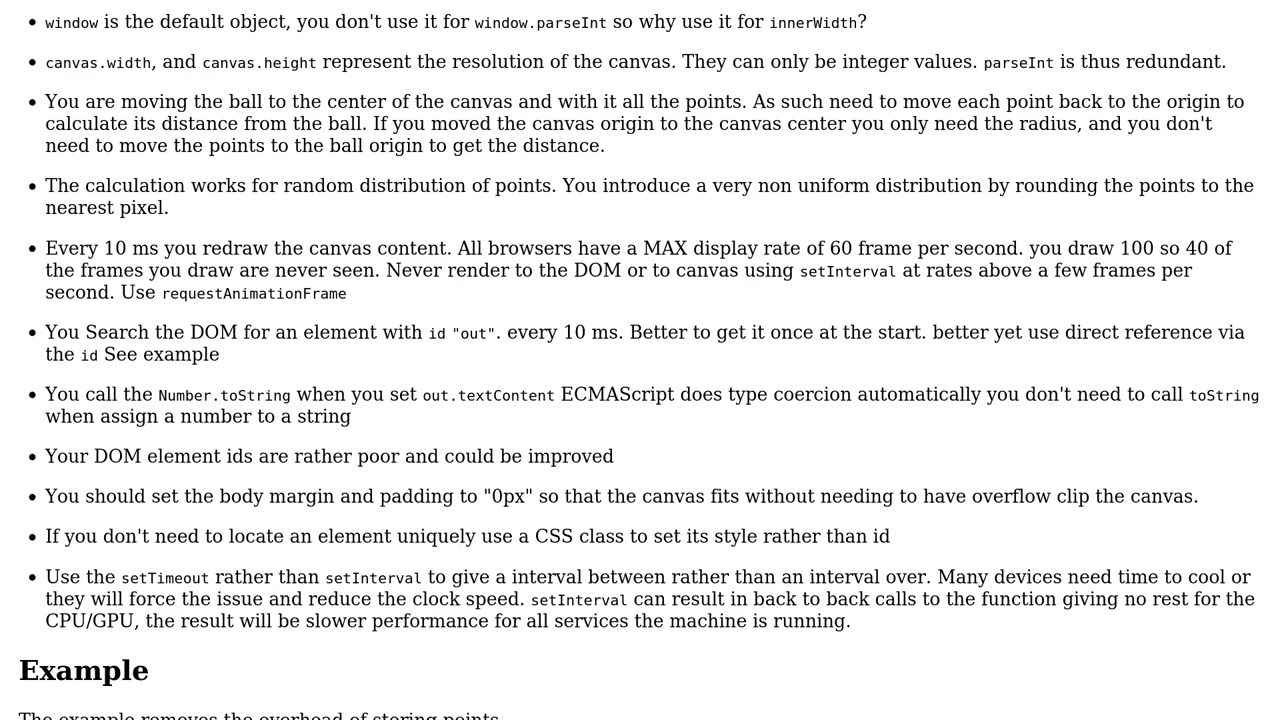 window is the default object, you don't use it for window.parseInt so why use it for innerWidth?
canvas.width, and canvas.height represent the resolution of the canvas. They can only be integer values. parseInt is thus redundant.
You are moving the ball to the center of the canvas and with it all the points. As such need to move each point back to the origin to
calculate its distance from the ball. If you moved the canvas origin to the canvas center you only need the radius, and you don't
need to move the points to the ball origin to get the distance.
The calculation works for random distribution of points. You introduce a very non uniform distribution by rounding the points to the
nearest pixel.
Every 10 ms you redraw the canvas content. All browsers have a MAX display rate of 60 frame per second. you draw 100 so 40 of
the frames you draw are never seen. Never render to the DOM or to canvas using setInterval at rates above a few frames per
second. Use requestAnimationFrame
You Search the DOM for an element with id "out". every 10 ms. Better to get it once at the start. better yet use direct reference via
the id See example
You call the Number.toString when you set out.textContent ECMAScript does type coercion automatically you don't need to call toString
when assign a number to a string
Your DOM element ids are rather poor and could be improved
You should set the body margin and padding to "0px" so that the canvas fits without needing to have overflow clip the canvas.
If you don't need to locate an element uniquely use a CSS class to set its style rather than id
Use the setTimeout rather than setInterval to give a interval between rather than an interval over. Many devices need time to cool or
they will force the issue and reduce the clock speed. setInterval can result in back to back calls to the function giving no rest for the
CPU/GPU, the result will be slower performance for all services the machine is running.
Example
The example removes the overhead of storing points